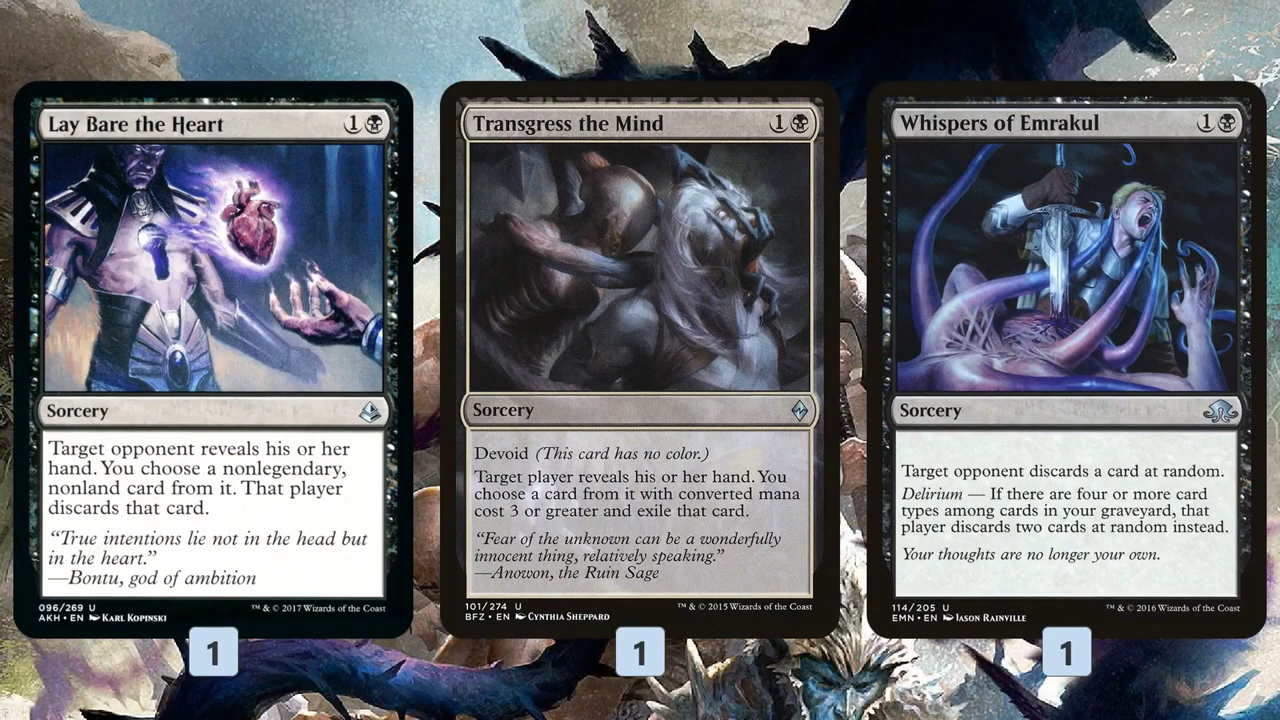 Lay Bare the Heart
1
Sorcery
Target opponent reveals his or her
hand. You choose a nonlegendary,
nonland card from it. That player
discards that card.
“True intentions lie not in the head but
in the heart.”
—Bontu, god of ambition
096/269 U
AKH • EN Karl Kopinski
™ & © 2017 Wizards of the Coast
1
Transgress the Mind
1
Sorcery
Devoid (This card has no color.)
Target player reveals his or her hand. You
choose a card from it with converted mana
cost 3 or greater and exile that card.
“Fear of the unknown can be a wonderfully
innocent thing, relatively speaking.”
—Anowon, the Ruin Sage
101/274 U
BFZ • EN Cynthia Sheppard
™ & © 2015 Wizards of the Coast
1
Whispers of Emrakul
1
Sorcery
Target opponent discards a card at random.
Delirium — If there are four or more card
types among cards in your graveyard, that
player discards two cards at random instead.
Your thoughts are no longer your own.
114/205 U
EMN • EN Jason Rainville
™ & © 2016 Wizards of the Coast
1